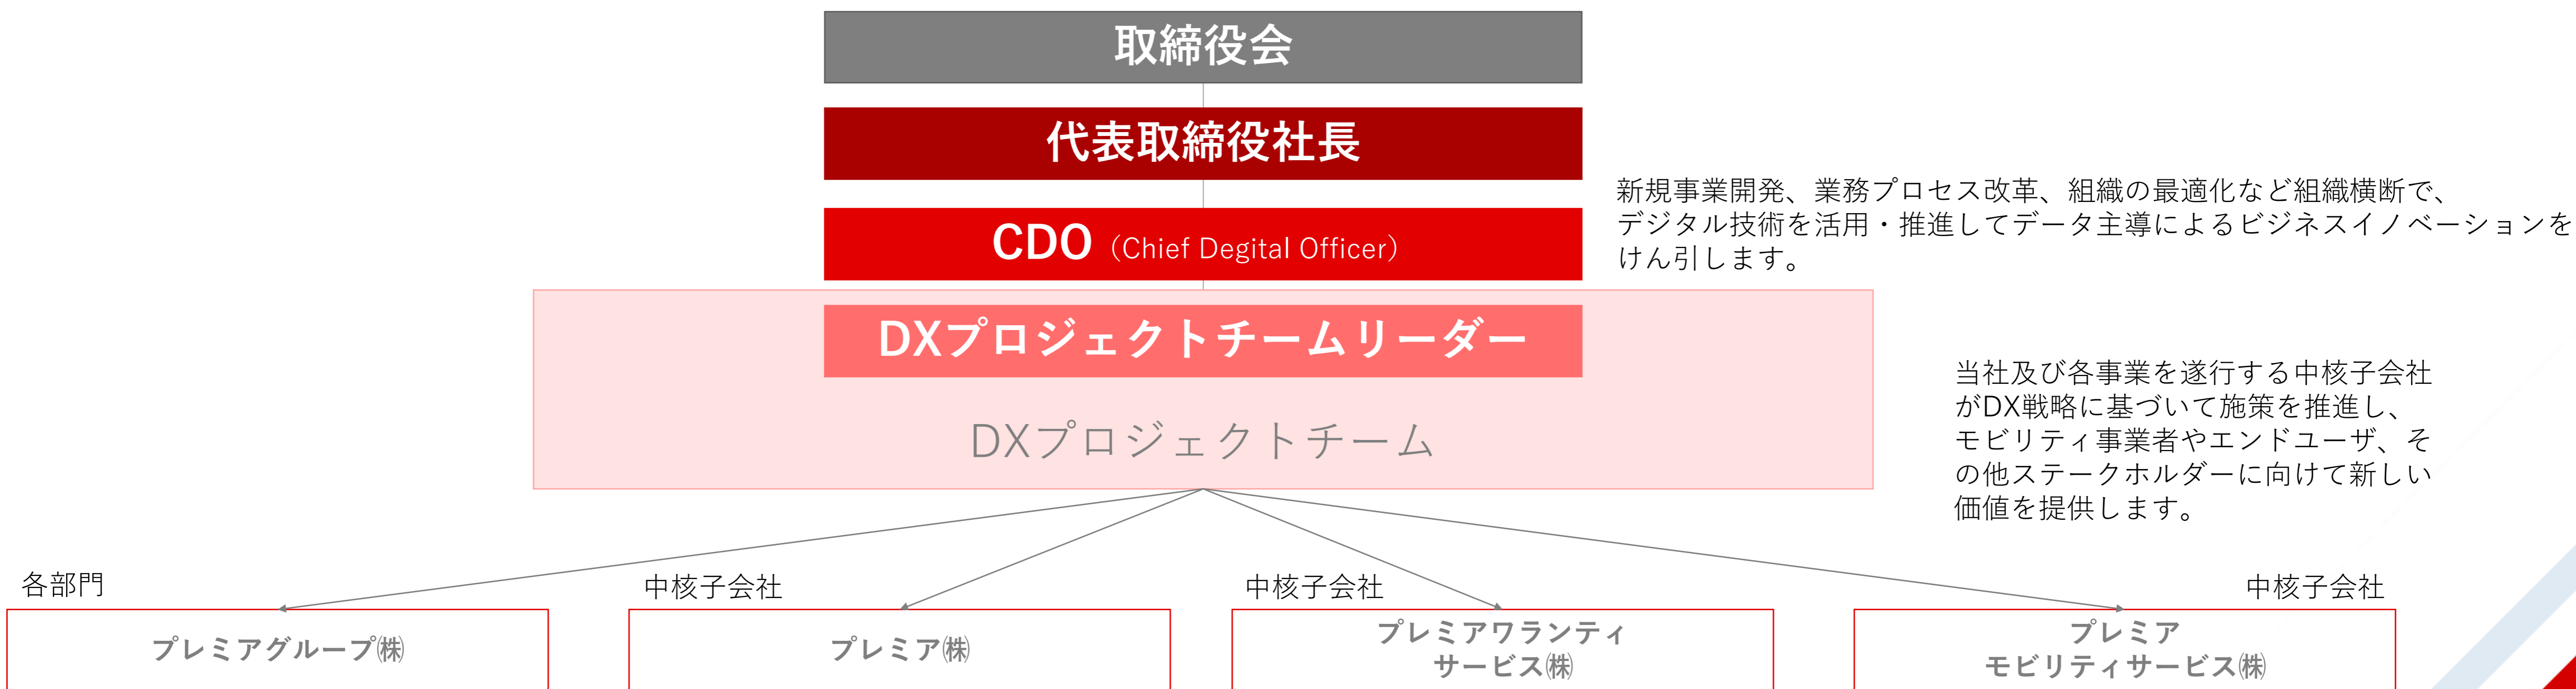 取締役会
代表取締役社長
CDO（Chief Degital Officer）
新規事業開発、業務プロセス改革、組織の最適化など組織横断で、
デジタル技術を活用・推進してデータ主導によるビジネスイノベーションを
けん引します。
DXプロジェクトチームリーダー
DXプロジェクトチーム
当社及び各事業を遂行する中核子会社
がDX戦略に基づいて施策を推進し、
モビリティ事業者やエンドユーザ、そ
の他ステークホルダーに向けて新しい
価値を提供します。
各部門
プレミアグループ㈱
中核子会社
プレミア㈱
中核子会社
プレミアワランティ
サービス㈱
中核子会社
プレミア
モビリティサービス㈱